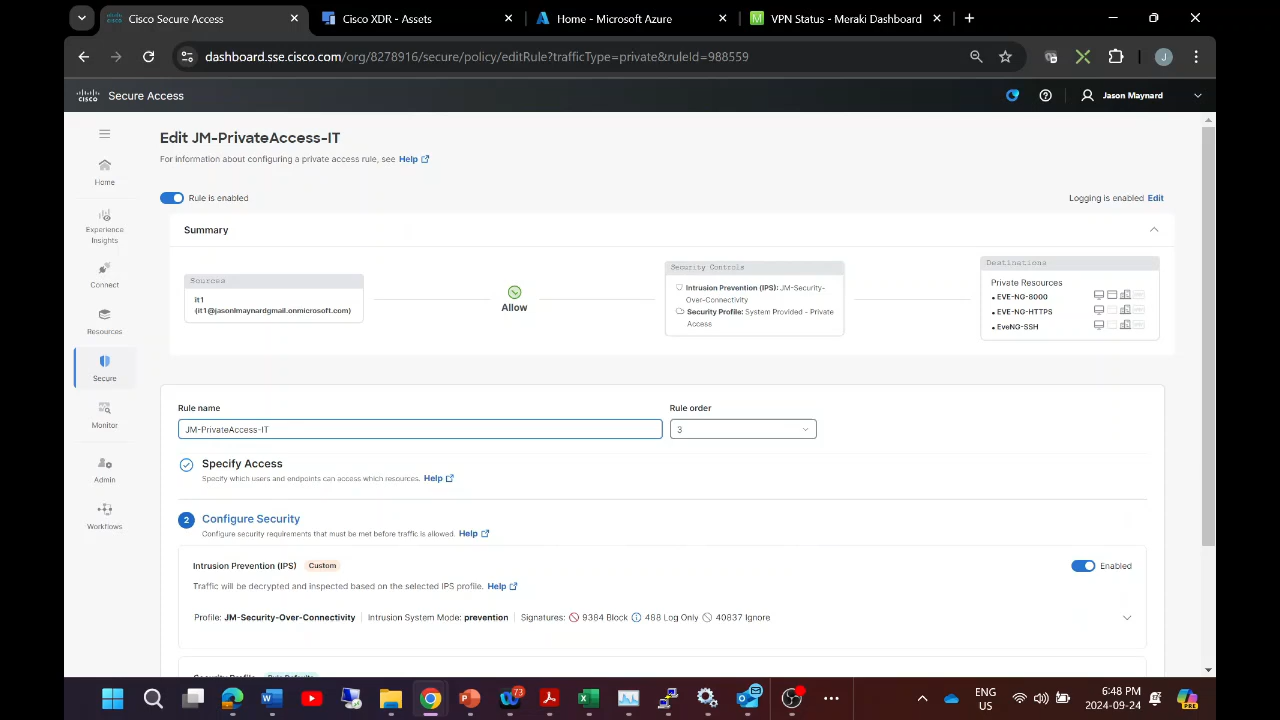 Cisco Secure Access
Cisco XDR - Assets
Home - Microsoft Azure
VPN Status - Meraki Dashboard
dashboard.sse.cisco.com/org/8278916/secure/policy/editRule?trafficType=private&ruleId=988559
J
CISCO
Secure Access
Jason Maynard
Edit JM-PrivateAccess-IT
For information about configuring a private access rule, see Help
Home
Rule is enabled
Logging is enabled Edit
Experience
Insights
Summary
Connect
Sources
it1
(it1@jasonlmaynardgmail.onmicrosoft.com)
Allow
Security Controls
Intrusion Prevention (IPS): JM-Security-
Over-Connectivity
Security Profile: System Provided - Private
Access
Destinations
Private Resources
• EVE-NG-8000
• EVE-NG-HTTPS
• EveNG-SSH
Resources
Secure
Monitor
Admin
Workflows
Rule name
Rule order
JM-PrivateAccess-IT
3
Specify Access
Specify which users and endpoints can access which resources. Help
2 Configure Security
Configure security requirements that must be met before traffic is allowed. Help
Intrusion Prevention (IPS) Custom
Enabled
Traffic will be decrypted and inspected based on the selected IPS profile. Help
Profile: JM-Security-Over-Connectivity Intrusion System Mode: prevention Signatures: 9384 Block 488 Log Only 40837 Ignore
Security Profile Rule Defaults
73
ENG
US
6:48 PM
2024-09-24
PRE